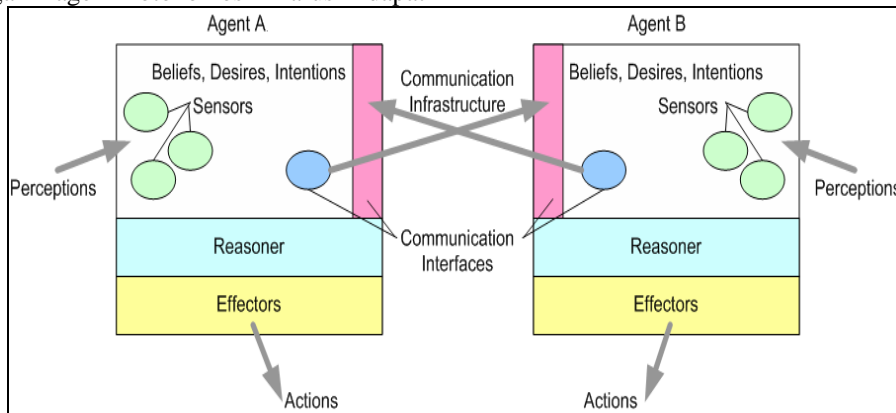 Agent A
Agent B
Beliefs, Desires, Intentions
Sensors
Perceptions
Communication
Infrastructure
Beliefs, Desires, Intentions
Sensors
Perceptions
Reasoner
Communication
Interfaces
Reasoner
Effectors
Effectors
Actions
Actions